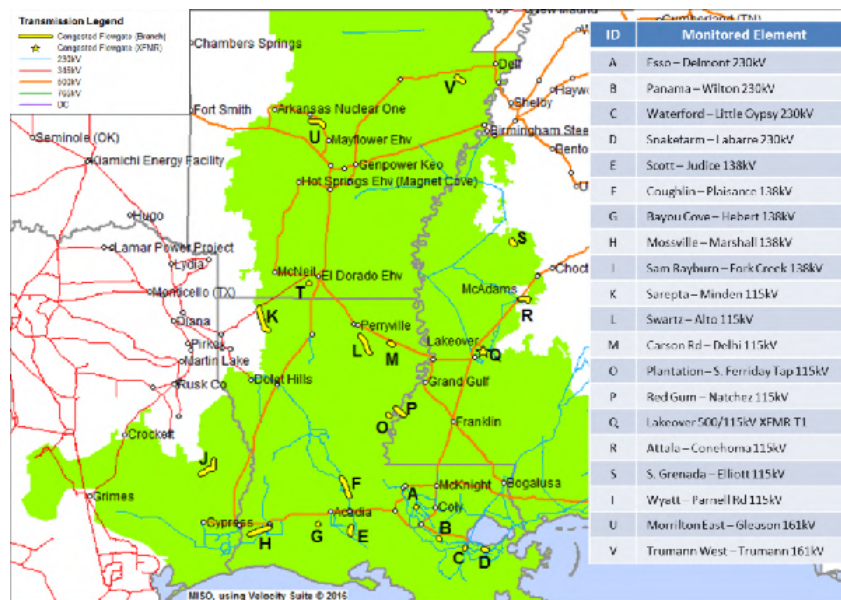 Transmission Legend
Congested Flowgate (Branch)
Congested Flowgate (XFMR)
230kV
345kV
500kV
765kV
DC
Chambers Springs
Fort Smith
Arkansas Nuclear One
Mayflower Ehv
Genpower Keo
Hot Springs Ehv (Magnet Cove)
Dell
Shelby
Birmingham Stee
Haywo
Bento
Cumberland (TN)
New Madrid
Seminole (OK)
Kiamichi Energy Facility
Hugo
Lamar Power Project
Lydia
Monticello (TX)
Diana
Pirkey
Martin Lake
Rusk Co
Crockett
Grimes
McNeil
El Dorado Ehv
Perryville
Dolet Hills
McAdams
Choct
Lakeover
Grand Gulf
Franklin
McKnight
Bogalusa
Coly
Acadia
Cypress
V
U
S
T
K
L
M
R
Q
O
P
J
F
A
B
C
D
E
G
H
MISO, using Velocity Suite © 2016
ID Monitored Element
A Esso – Delmont 230kV
B Panama – Wilton 230kV
C Waterford – Little Gypsy 230kV
D Snakefarm – Labarre 230kV
E Scott – Judice 138kV
F Coughlin – Plaisance 138kV
G Bayou Cove – Hebert 138kV
H Mossville – Marshall 138kV
I Sam Rayburn – Fork Creek 138kV
K Sarepta – Minden 115kV
L Swartz – Alto 115kV
M Carson Rd – Delhi 115kV
O Plantation – S. Ferriday Tap 115kV
P Red Gum – Natchez 115kV
Q Lakeover 500/115kV XFMR T1
R Attala – Conehoma 115kV
S S. Grenada – Elliott 115kV
T Wyatt – Parnell Rd 115kV
U Morrilton East – Gleason 161kV
V Trumann West – Trumann 161kV